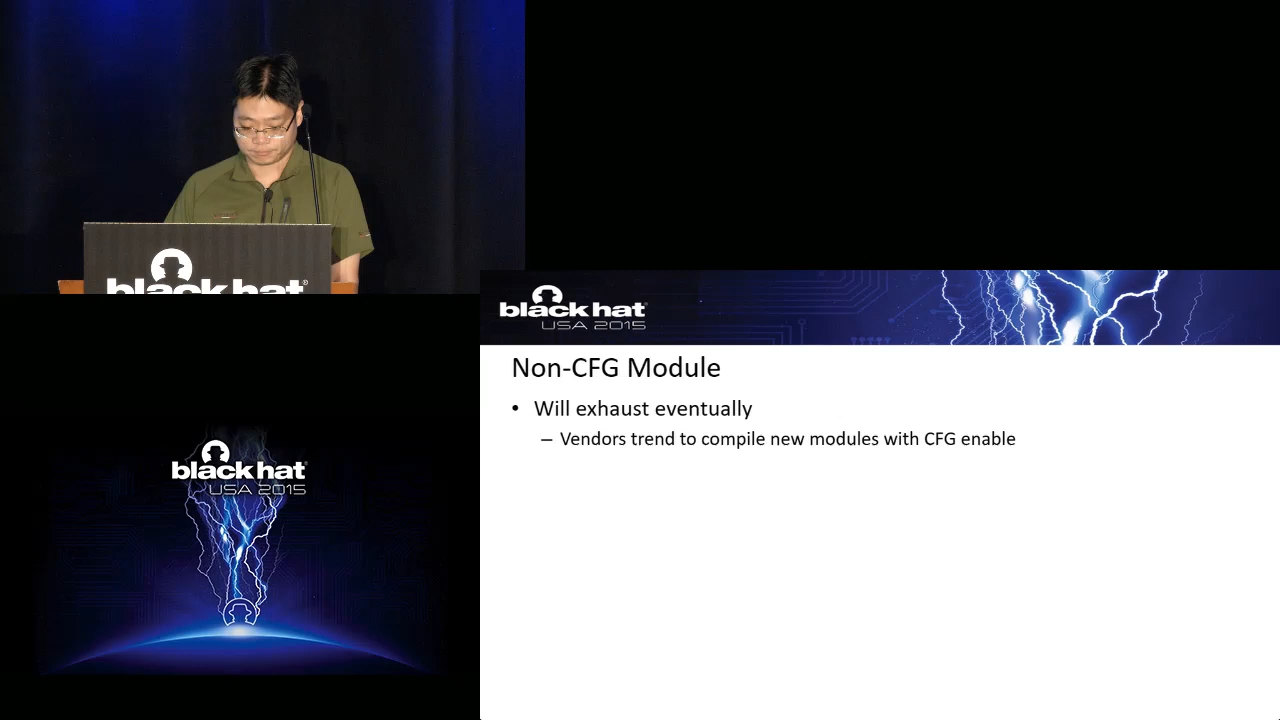 black hat®
black hat®
USA 2015
Non-CFG Module
• Will exhaust eventually
– Vendors trend to compile new modules with CFG enable
black hat®
USA 2015